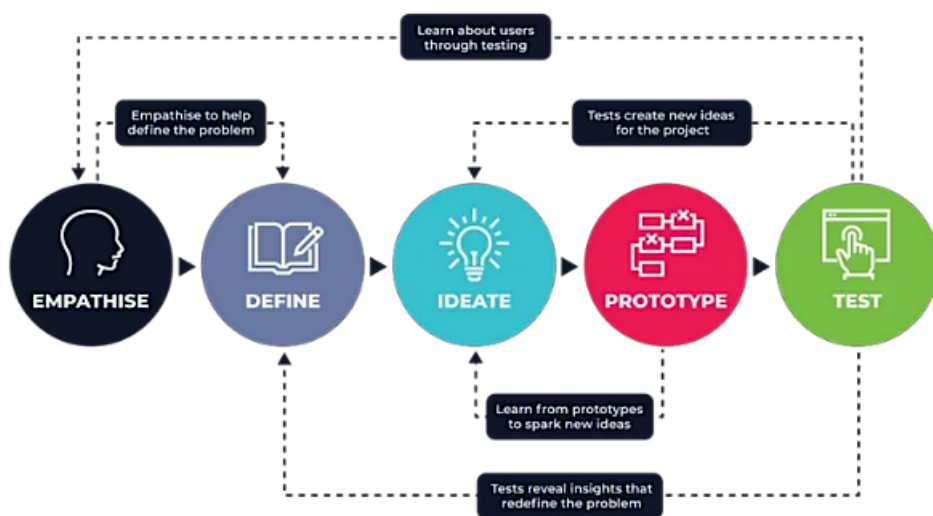 Learn about users
through testing
Empathise to help
define the problem
Tests create new ideas
for the project
EMPATHISE
DEFINE
IDEATE
PROTOTYPE
TEST
Learn from prototypes
to spark new ideas
Tests reveal insights that
redefine the problem